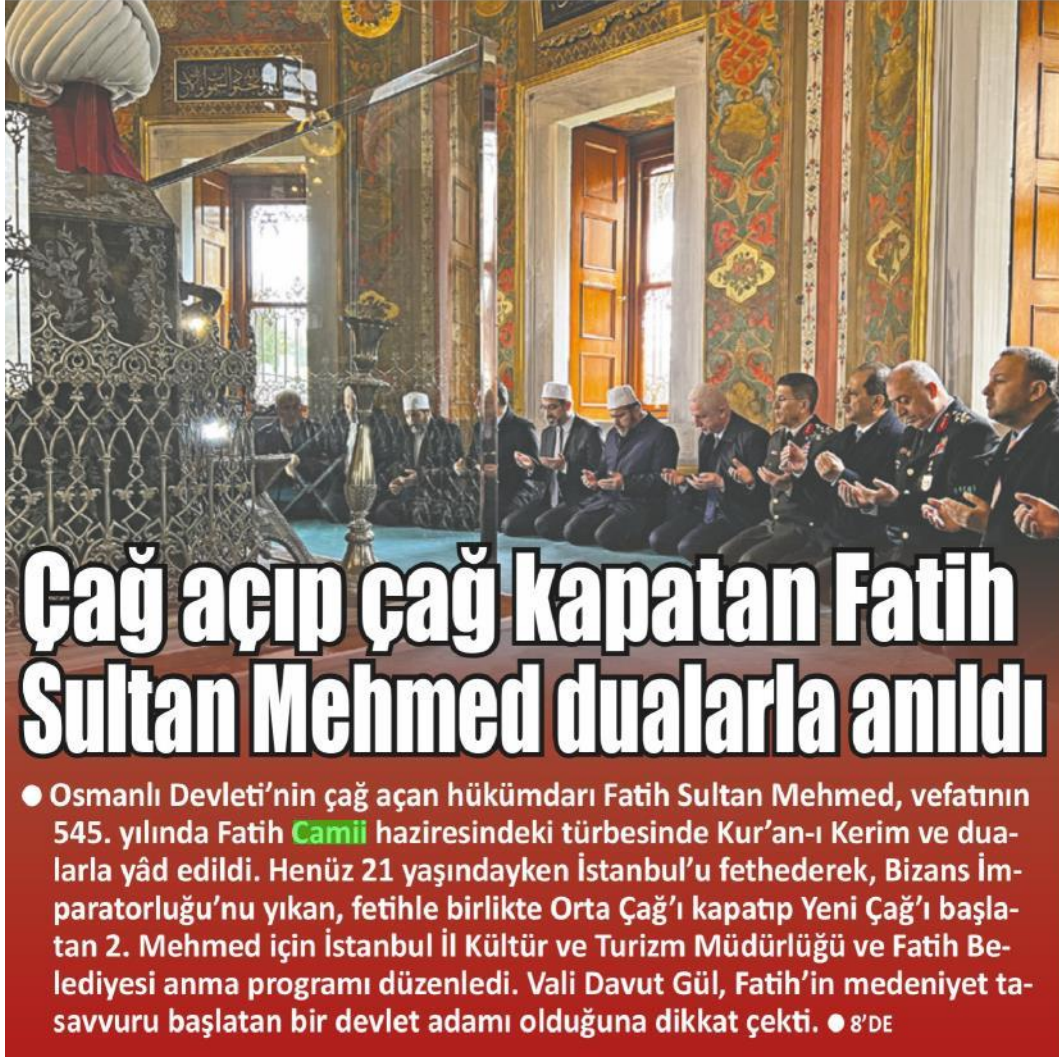 Çağ açıp çağ kapatan Fatih
Sultan Mehmed dualarla anıldı
● Osmanlı Devleti’nin çağ açan hükümdarı Fatih Sultan Mehmed, vefatının
545. yılında Fatih Camii haziresindeki türbesinde Kur’an-ı Kerim ve dua-
larla yâd edildi. Henüz 21 yaşındayken İstanbul’u fethederek, Bizans İm-
paratorluğu’nu yıkan, fetihle birlikte Orta Çağ’ı kapatıp Yeni Çağ’ı başla-
tan 2. Mehmed için İstanbul İl Kültür ve Turizm Müdürlüğü ve Fatih Be-
lediyesi anma programı düzenledi. Vali Davut Gül, Fatih’in medeniyet ta-
savvuru başlatan bir devlet adamı olduğuna dikkat çekti. ● 8’DE